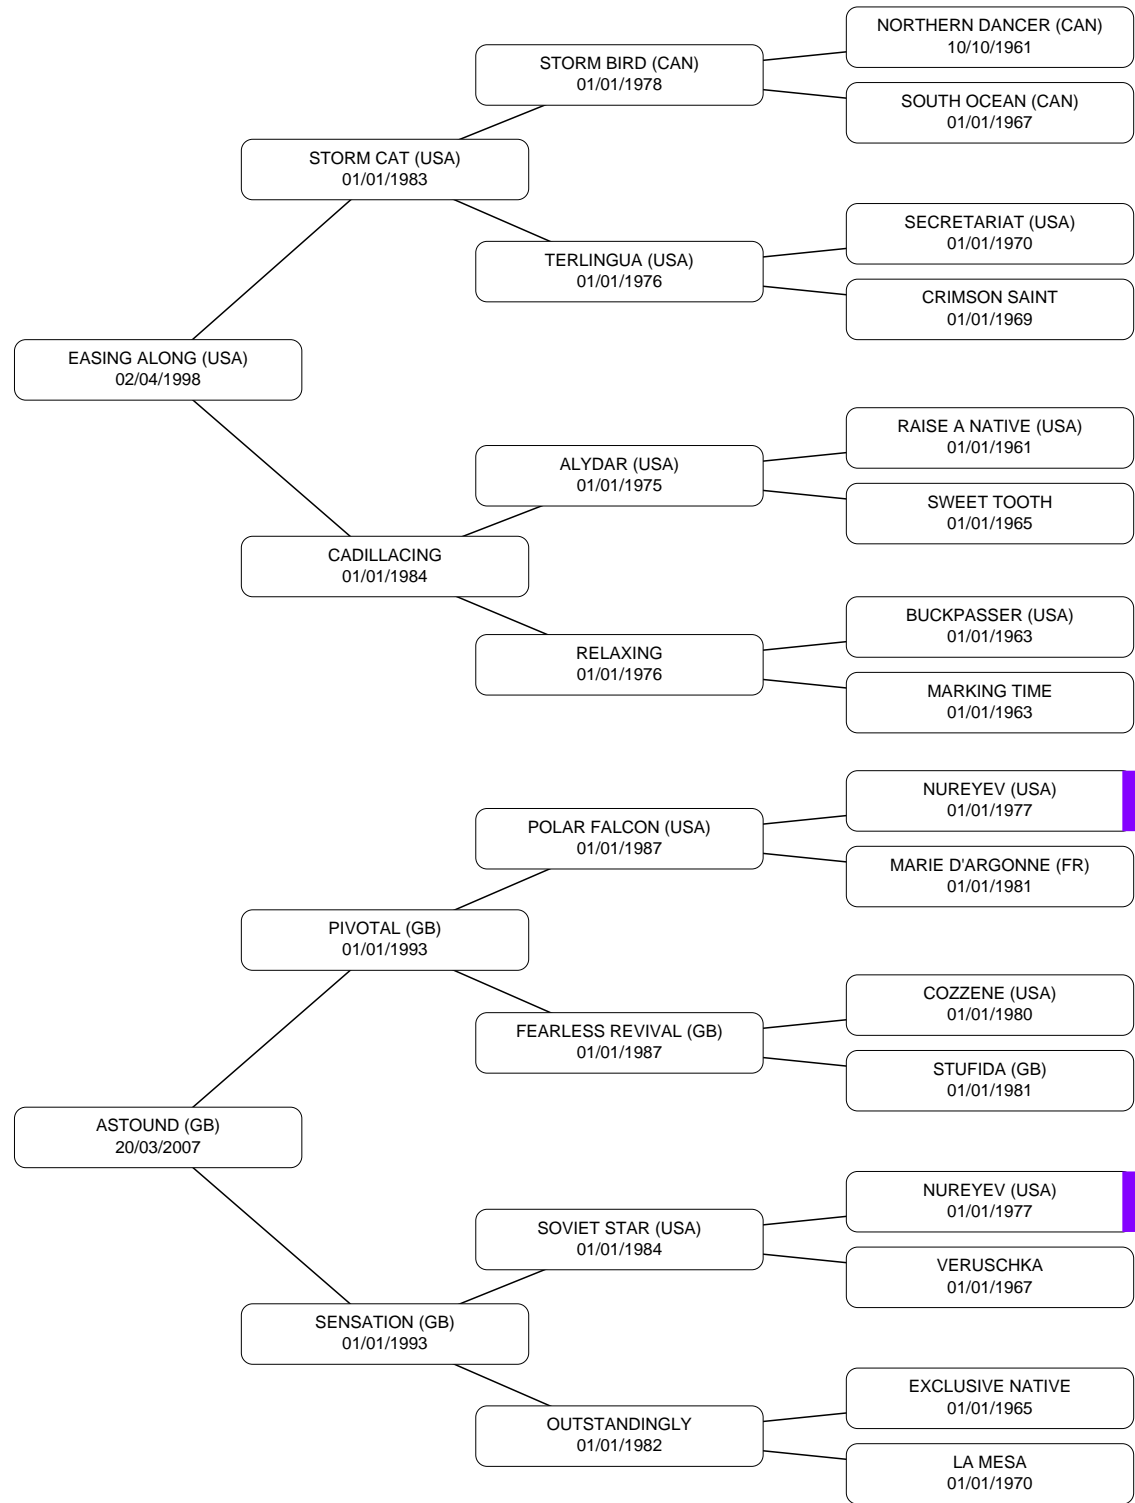 NORTHERN DANCER (CAN)
10/10/1961
STORM BIRD (CAN)
01/01/1978
SOUTH OCEAN (CAN)
01/01/1967
STORM CAT (USA)
01/01/1983
SECRETARIAT (USA)
01/01/1970
TERLINGUA (USA)
01/01/1976
CRIMSON SAINT
01/01/1969
EASING ALONG (USA)
02/04/1998
RAISE A NATIVE (USA)
01/01/1961
ALYDAR (USA)
01/01/1975
SWEET TOOTH
01/01/1965
CADILLACING
01/01/1984
BUCKPASSER (USA)
01/01/1963
RELAXING
01/01/1976
MARKING TIME
01/01/1963
NUREYEV (USA)
01/01/1977
POLAR FALCON (USA)
01/01/1987
MARIE D'ARGONNE (FR)
01/01/1981
PIVOTAL (GB)
01/01/1993
COZZENE (USA)
01/01/1980
FEARLESS REVIVAL (GB)
01/01/1987
STUFIDA (GB)
01/01/1981
ASTOUND (GB)
20/03/2007
NUREYEV (USA)
01/01/1977
SOVIET STAR (USA)
01/01/1984
VERUSCHKA
01/01/1967
SENSATION (GB)
01/01/1993
EXCLUSIVE NATIVE
01/01/1965
OUTSTANDINGLY
01/01/1982
LA MESA
01/01/1970